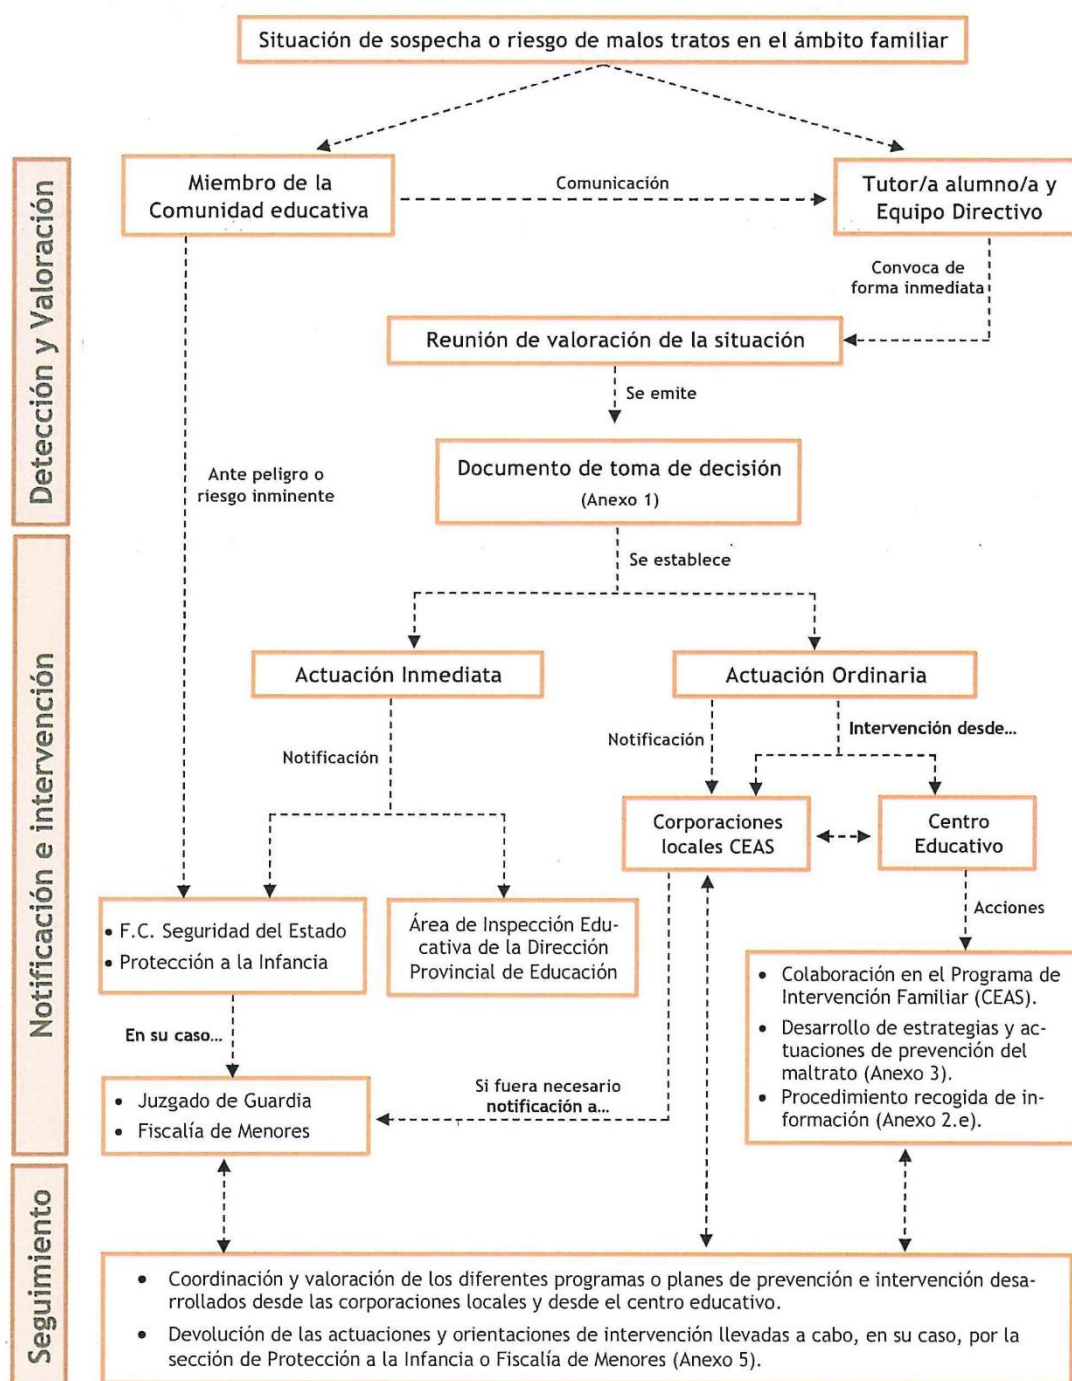 Situación de sospecha o riesgo de malos tratos en el ámbito familiar
Detección y Valoración
Miembro de la
Comunidad educativa
Comunicación
Tutor/a alumno/a y
Equipo Directivo
Convoca de
forma inmediata
Reunión de valoración de la situación
Se emite
Documento de toma de decisión
(Anexo 1)
Ante peligro o
riesgo inminente
Se establece
Notificación e intervención
Actuación Inmediata
Actuación Ordinaria
Notificación
Notificación
Intervención desde...
Corporaciones
locales CEAS
Centro
Educativo
• F.C. Seguridad del Estado
• Protección a la Infancia
Área de Inspección Edu-
cativa de la Dirección
Provincial de Educación
Acciones
• Colaboración en el Programa de
Intervención Familiar (CEAS).
• Desarrollo de estrategias y ac-
tuaciones de prevención del
maltrato (Anexo 3).
• Procedimiento recogida de in-
formación (Anexo 2.e).
En su caso...
• Juzgado de Guardia
• Fiscalía de Menores
Si fuera necesario
notificación a...
Seguimiento
• Coordinación y valoración de los diferentes programas o planes de prevención e intervención desa-
rrollados desde las corporaciones locales y desde el centro educativo.
• Devolución de las actuaciones y orientaciones de intervención llevadas a cabo, en su caso, por la
sección de Protección a la Infancia o Fiscalía de Menores (Anexo 5).